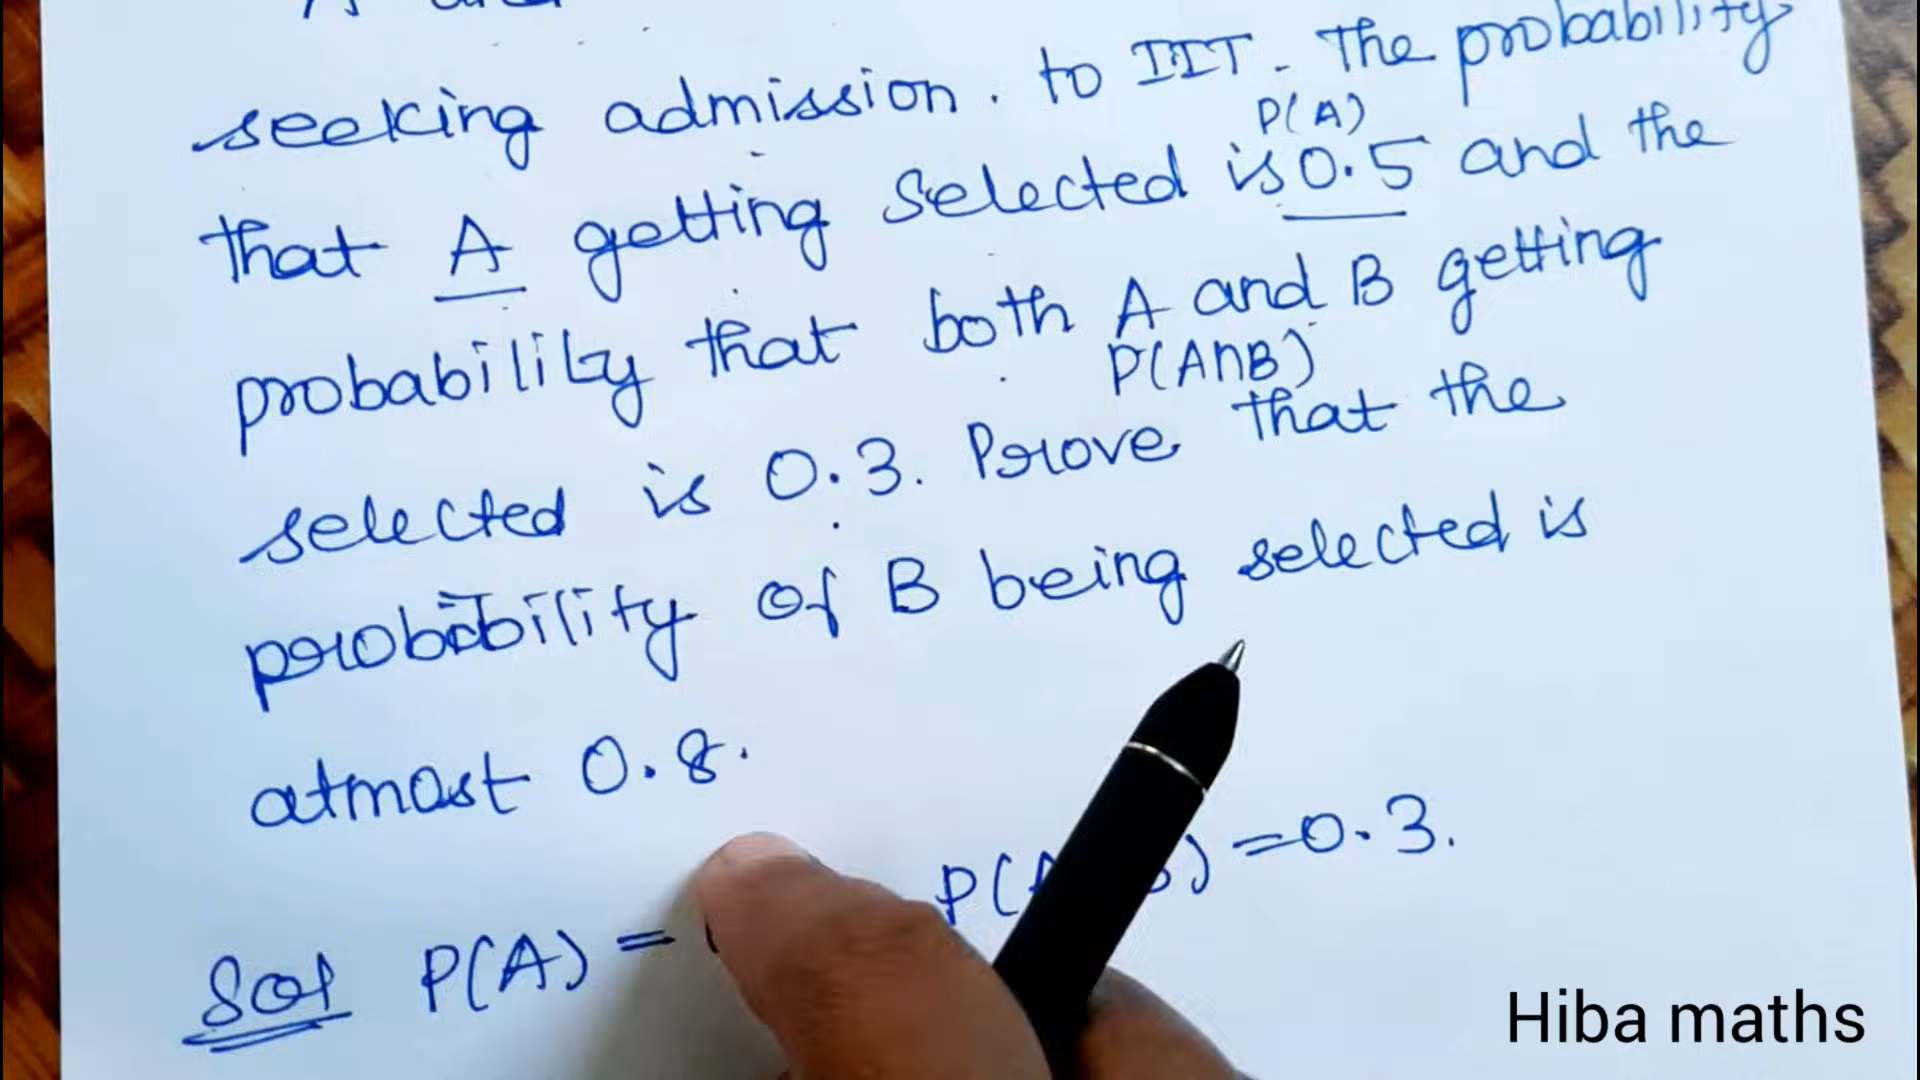 A and
seeking admission. to IIT. The probability
P(A)
that A getting selected is 0.5 and the
probability that both A and B getting
P(A∩B)
selected is 0.3. Prove that the
probability of B being selected is
atmost 0.8.
Sol P(A) = P(A B) = 0.3.
Hiba maths